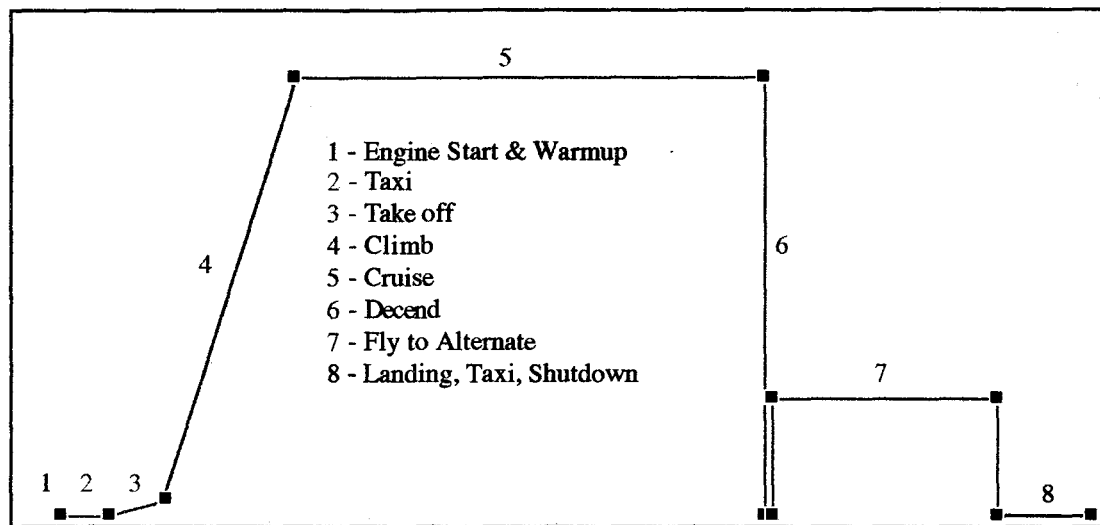 5
1 - Engine Start & Warmup
2 - Taxi
3 - Take off
4 - Climb
5 - Cruise
6 - Decend
7 - Fly to Alternate
8 - Landing, Taxi, Shutdown
4
6
7
1 2 3
8